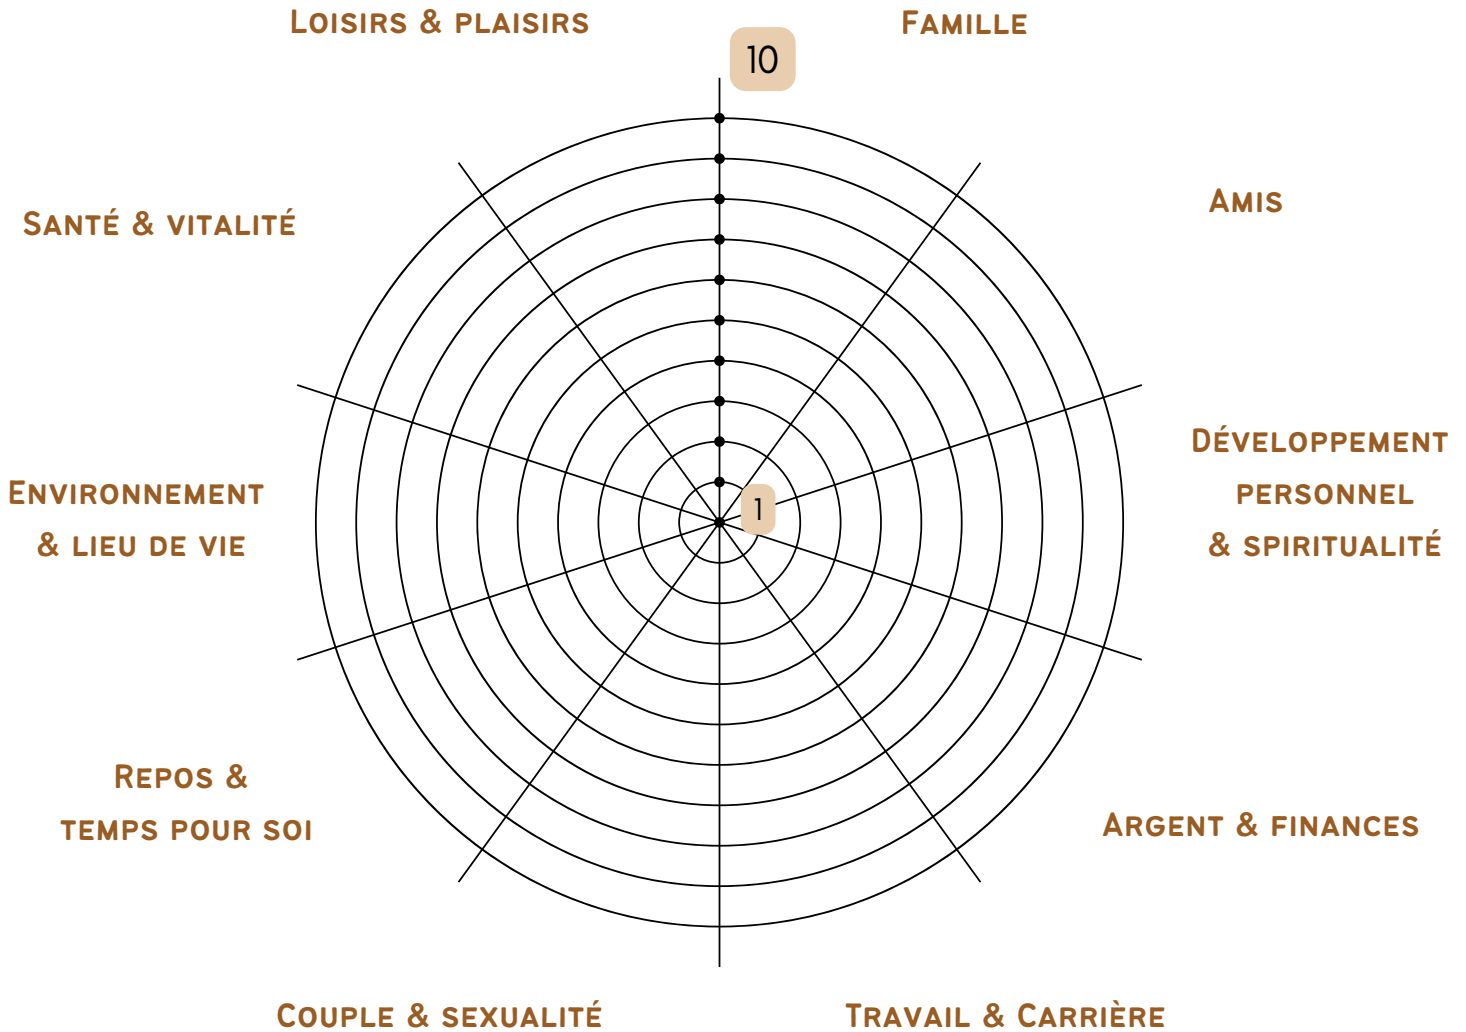 Loisirs & plaisirs
Famille
10
Santé & vitalité
Amis
1
Environnement
& lieu de vie
Développement
personnel
& spiritualité
Repos &
temps pour soi
Argent & finances
Couple & sexualité
Travail & Carrière